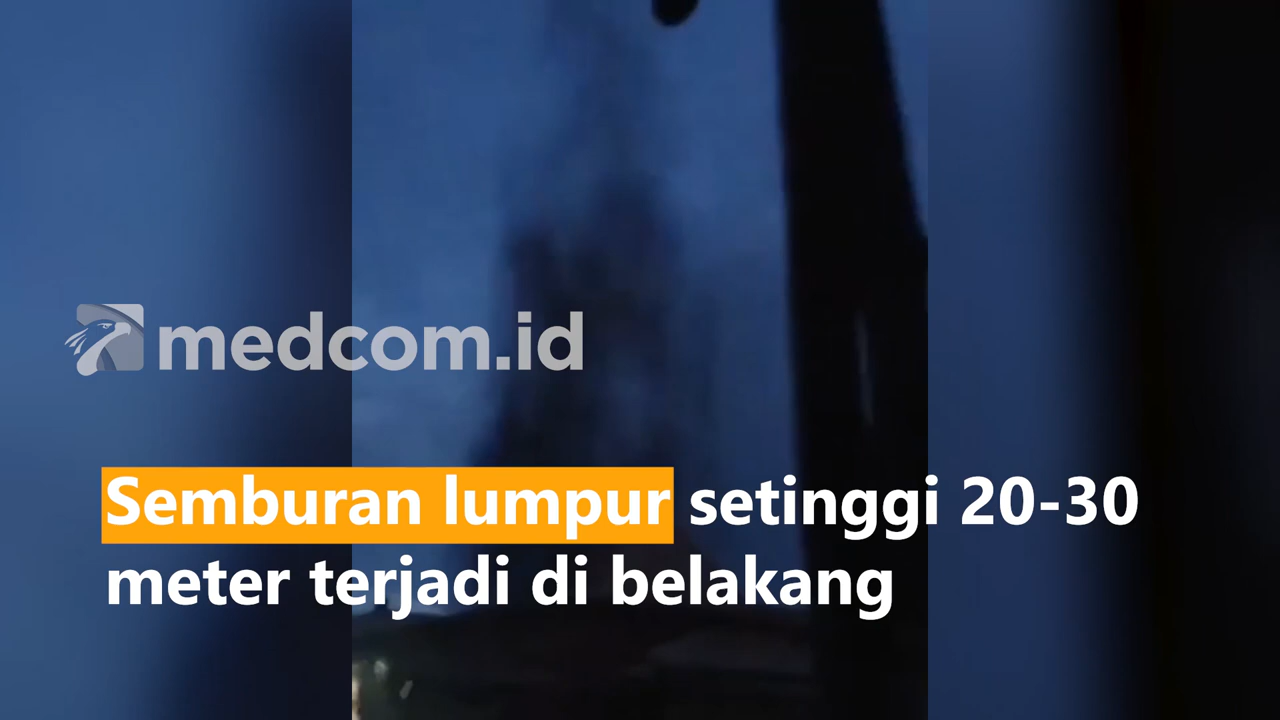 medcom.id
Semburan lumpur setinggi 20-30
meter terjadi di belakang